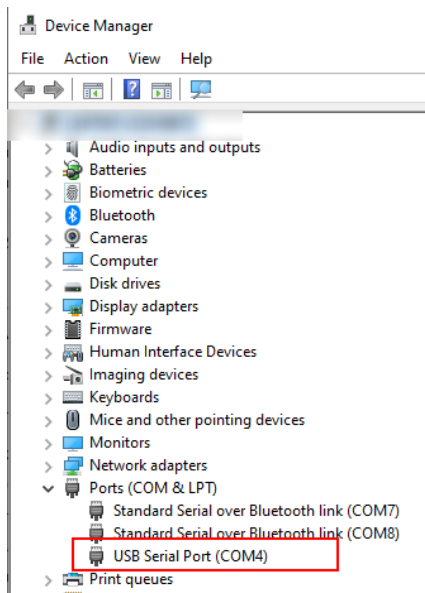 Device Manager
File Action View Help
Audio inputs and outputs
Batteries
Biometric devices
Bluetooth
Cameras
Computer
Disk drives
Display adapters
Firmware
Human Interface Devices
Imaging devices
Keyboards
Mice and other pointing devices
Monitors
Network adapters
Ports (COM & LPT)
Standard Serial over Bluetooth link (COM7)
Standard Serial over Bluetooth link (COM8)
USB Serial Port (COM4)
Print queues